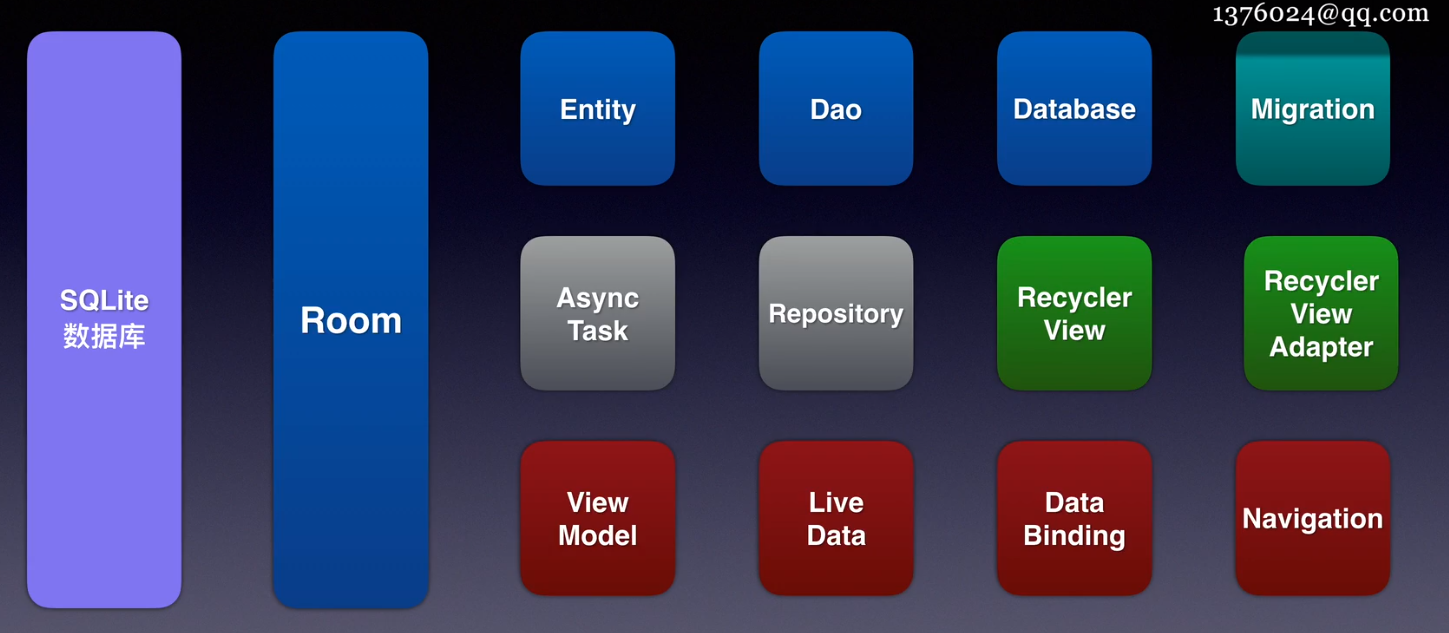 1376024@qq.com
SQLite
数据库
Room
Entity
Dao
Database
Migration
Async
Task
Repository
Recycler
View
Recycler
View
Adapter
View
Model
Live
Data
Data
Binding
Navigation